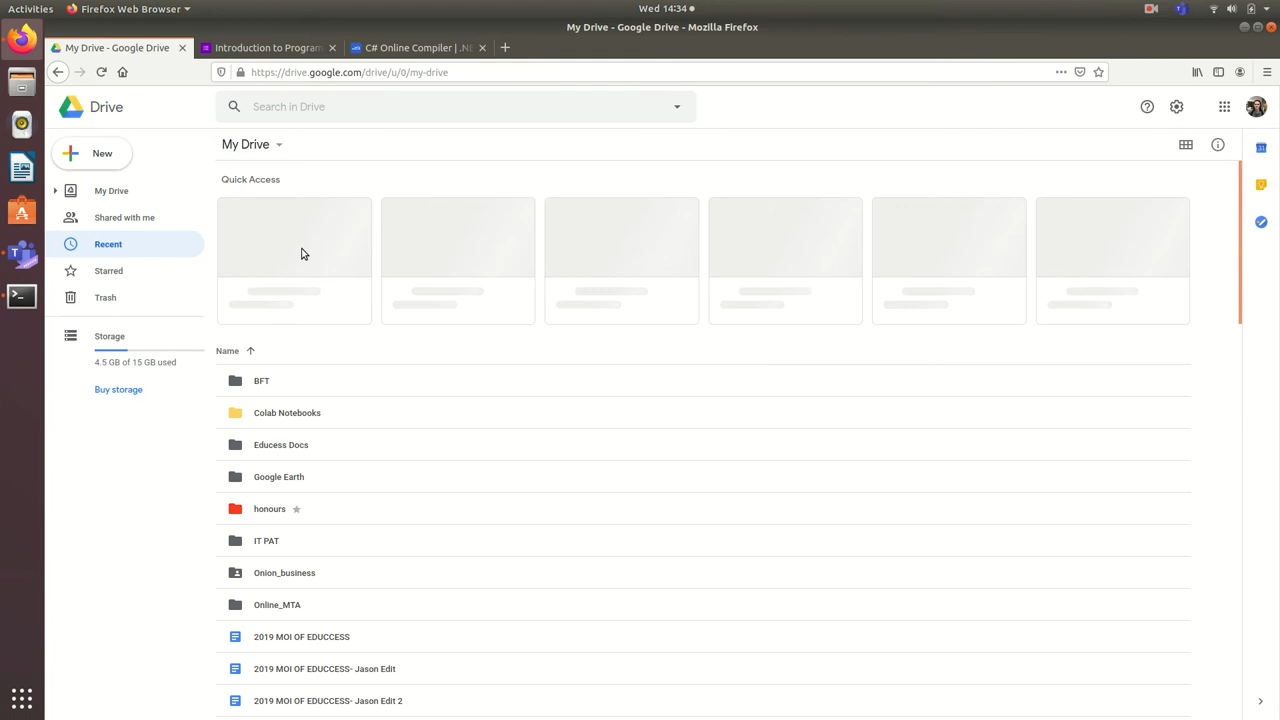 Activities
Firefox Web Browser
Wed 14:34
My Drive - Google Drive - Mozilla Firefox
My Drive - Google Drive
Introduction to Program
C# Online Compiler | .NE
https://drive.google.com/drive/u/0/my-drive
Drive
Search in Drive
New
My Drive
Shared with me
Recent
Starred
Trash
Storage
4.5 GB of 15 GB used
Buy storage
My Drive
Quick Access
Name
BFT
Colab Notebooks
Educess Docs
Google Earth
honours
IT PAT
Onion_business
Online_MTA
2019 MOI OF EDUCCESS
2019 MOI OF EDUCCESS- Jason Edit
2019 MOI OF EDUCCESS- Jason Edit 2
31